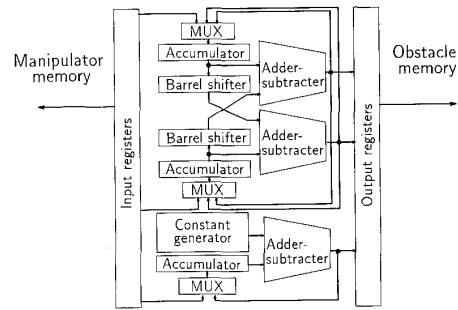 MUX
Accumulator
Manipulator
memory
Obstacle
memory
Adder-
subtracter
Barrel shifter
Adder-
subtracter
Barrel shifter
Accumulator
MUX
Input registers
Output registers
Constant
generator
Adder-
subtracter
Accumulator
MUX